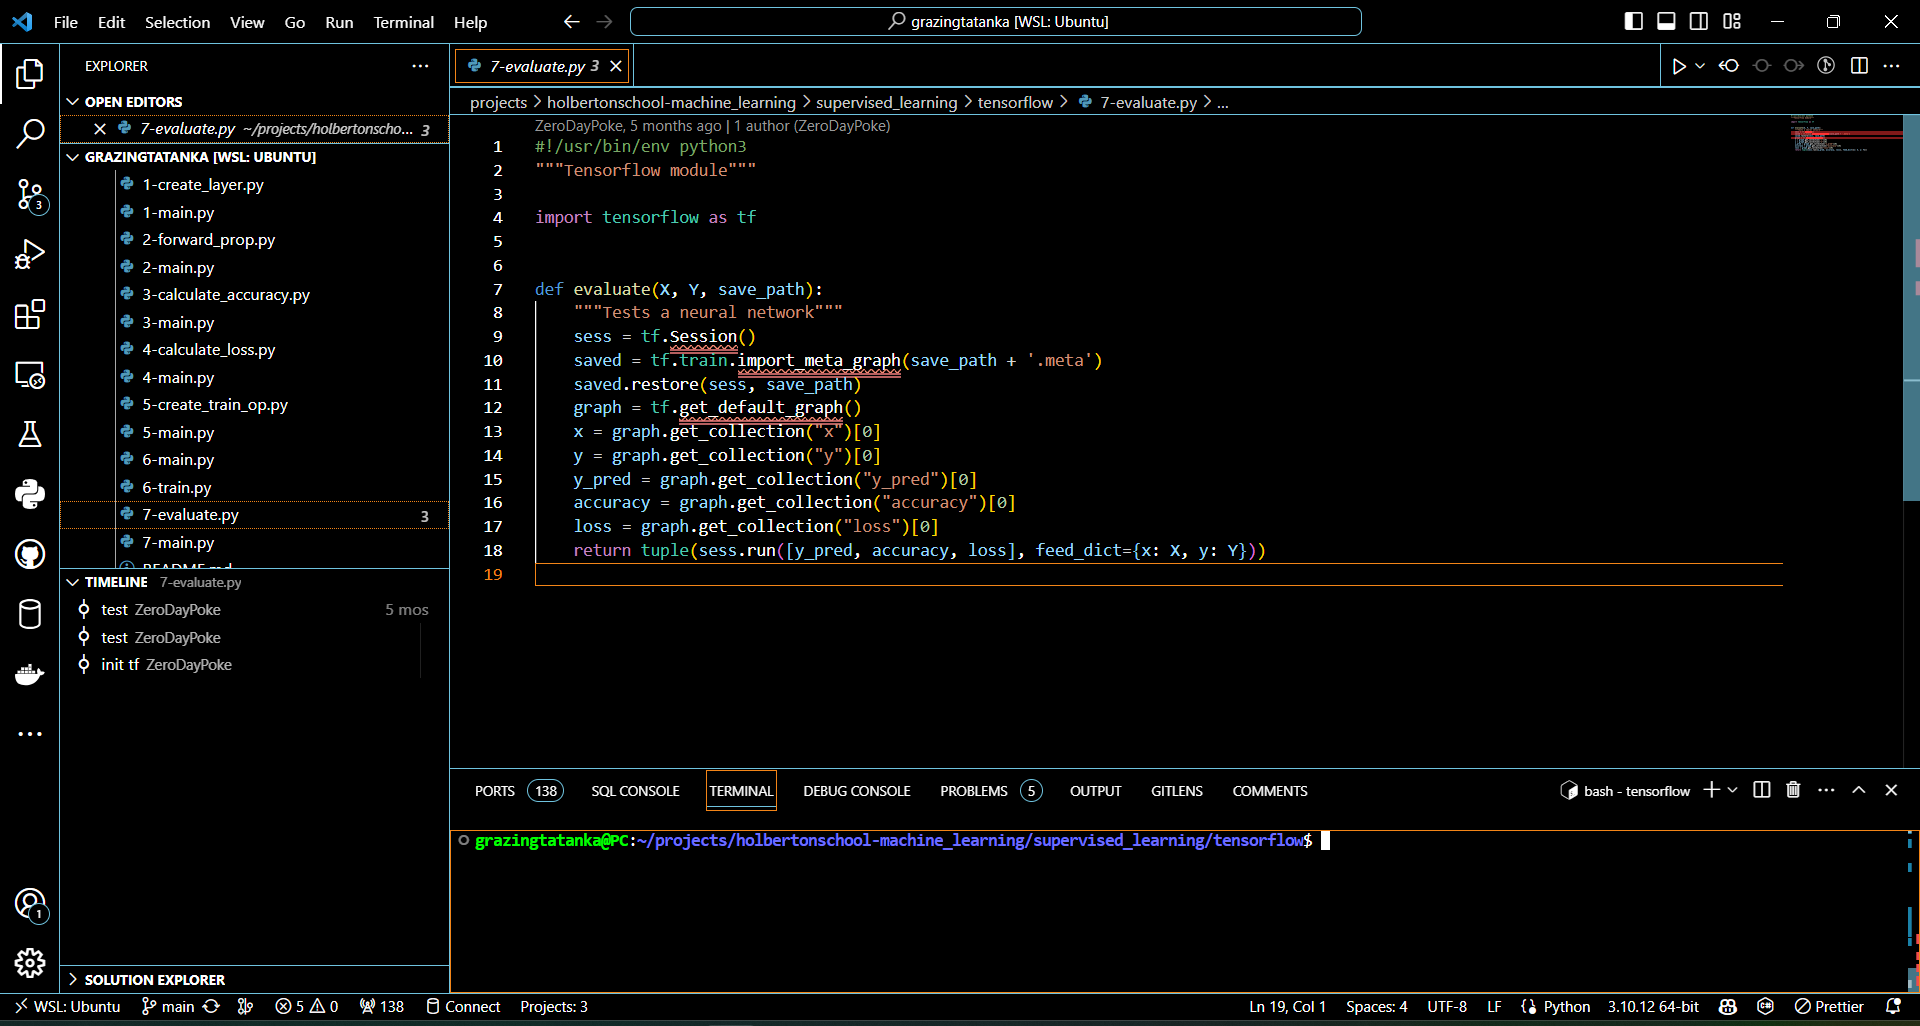 File Edit Selection View Go Run Terminal Help
grazingtatanka [WSL: Ubuntu]
EXPLORER
OPEN EDITORS
7-evaluate.py ~/projects/holbertonscho... 3
GRAZINGTATANKA [WSL: UBUNTU]
1-create_layer.py
1-main.py
2-forward_prop.py
2-main.py
3-calculate_accuracy.py
3-main.py
4-calculate_loss.py
4-main.py
5-create_train_op.py
5-main.py
6-main.py
6-train.py
7-evaluate.py 3
7-main.py
README.md
TIMELINE 7-evaluate.py
test ZeroDayPoke 5 mos
test ZeroDayPoke
init tf ZeroDayPoke
SOLUTION EXPLORER
3
1
7-evaluate.py 3
projects > holbertonschool-machine_learning > supervised_learning > tensorflow > 7-evaluate.py > ...
ZeroDayPoke, 5 months ago | 1 author (ZeroDayPoke)
1 #!/usr/bin/env python3
2 """Tensorflow module"""
3
4 import tensorflow as tf
5
6
7 def evaluate(X, Y, save_path):
8 """Tests a neural network"""
9 sess = tf.Session()
10 saved = tf.train.import_meta_graph(save_path + '.meta')
11 saved.restore(sess, save_path)
12 graph = tf.get_default_graph()
13 x = graph.get_collection("x")[0]
14 y = graph.get_collection("y")[0]
15 y_pred = graph.get_collection("y_pred")[0]
16 accuracy = graph.get_collection("accuracy")[0]
17 loss = graph.get_collection("loss")[0]
18 return tuple(sess.run([y_pred, accuracy, loss], feed_dict={x: X, y: Y}))
19
PORTS 138 SQL CONSOLE TERMINAL DEBUG CONSOLE PROBLEMS 5 OUTPUT GITLENS COMMENTS bash - tensorflow
grazingtatanka@PC:~/projects/holbertonschool-machine_learning/supervised_learning/tensorflow$
WSL: Ubuntu main 5 0 138 Connect Projects: 3 Ln 19, Col 1 Spaces: 4 UTF-8 LF Python 3.10.12 64-bit Prettier